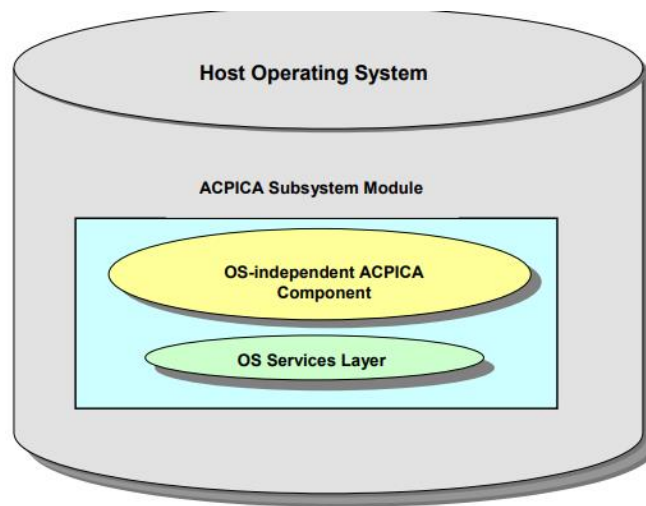 Host Operating System
ACPICA Subsystem Module
OS-independent ACPICA
Component
OS Services Layer